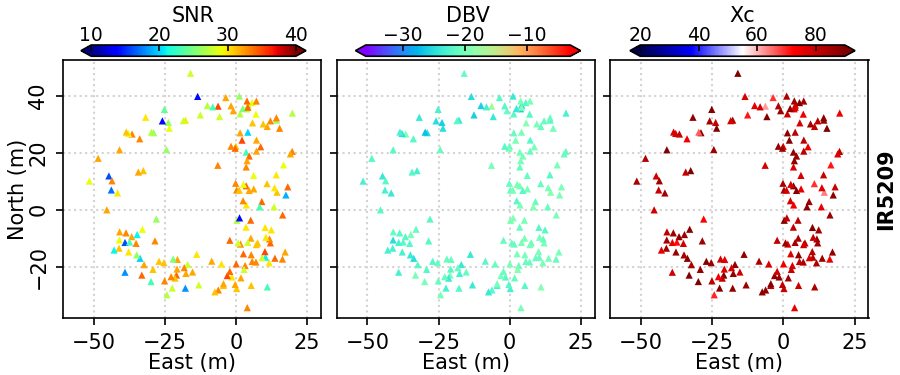 SNR DBV Xc
10 20 30 40 −30 −20 −10 20 40 60 80
40
20
0
−20
North (m)
IR5209
−50 −25 0 25 −50 −25 0 25 −50 −25 0 25
East (m) East (m) East (m)